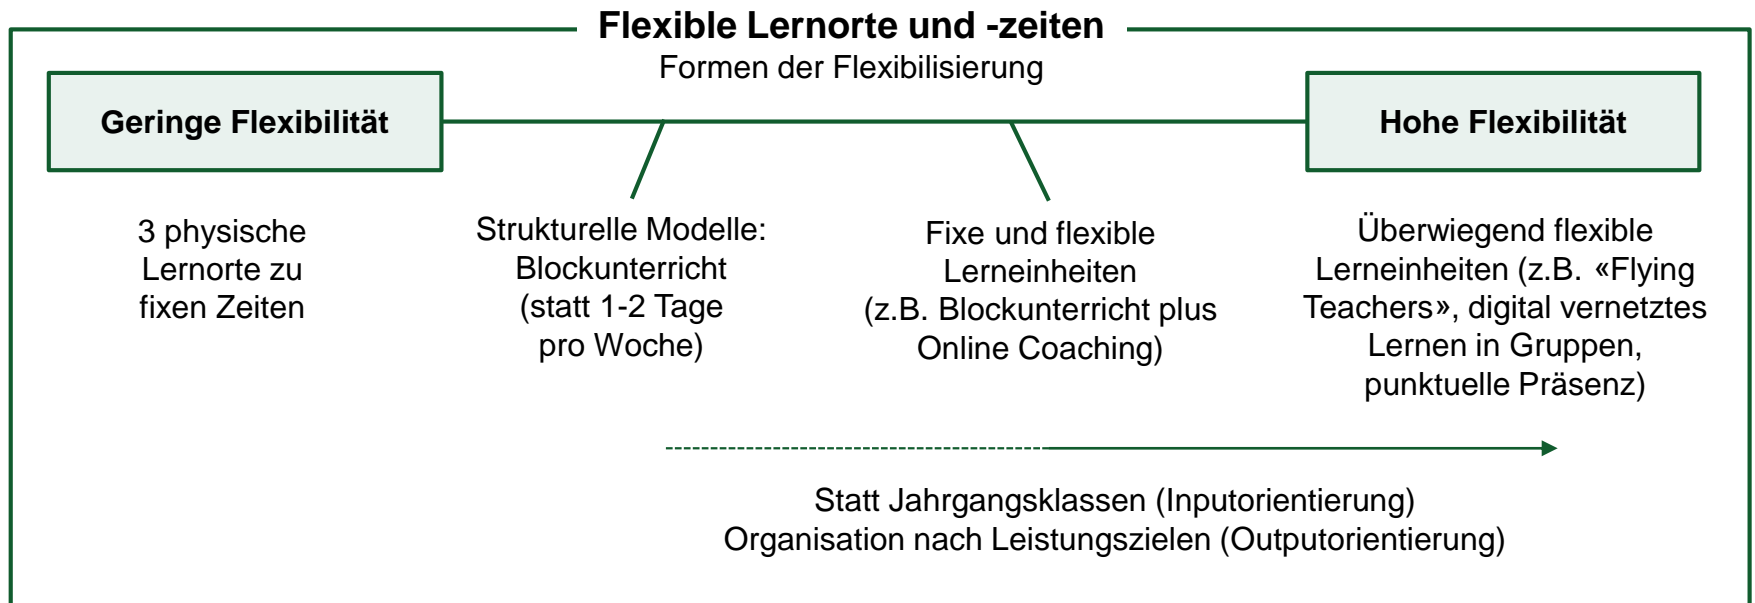 Flexible Lernorte und -zeiten
Formen der Flexibilisierung
Geringe Flexibilität
Hohe Flexibilität
3 physische
Lernorte zu
fixen Zeiten
Strukturelle Modelle:
Blockunterricht
(statt 1-2 Tage
pro Woche)
Fixe und flexible
Lerneinheiten
(z.B. Blockunterricht plus
Online Coaching)
Überwiegend flexible
Lerneinheiten (z.B. «Flying
Teachers», digital vernetztes
Lernen in Gruppen,
punktuelle Präsenz)
Statt Jahrgangsklassen (Inputorientierung)
Organisation nach Leistungszielen (Outputorientierung)